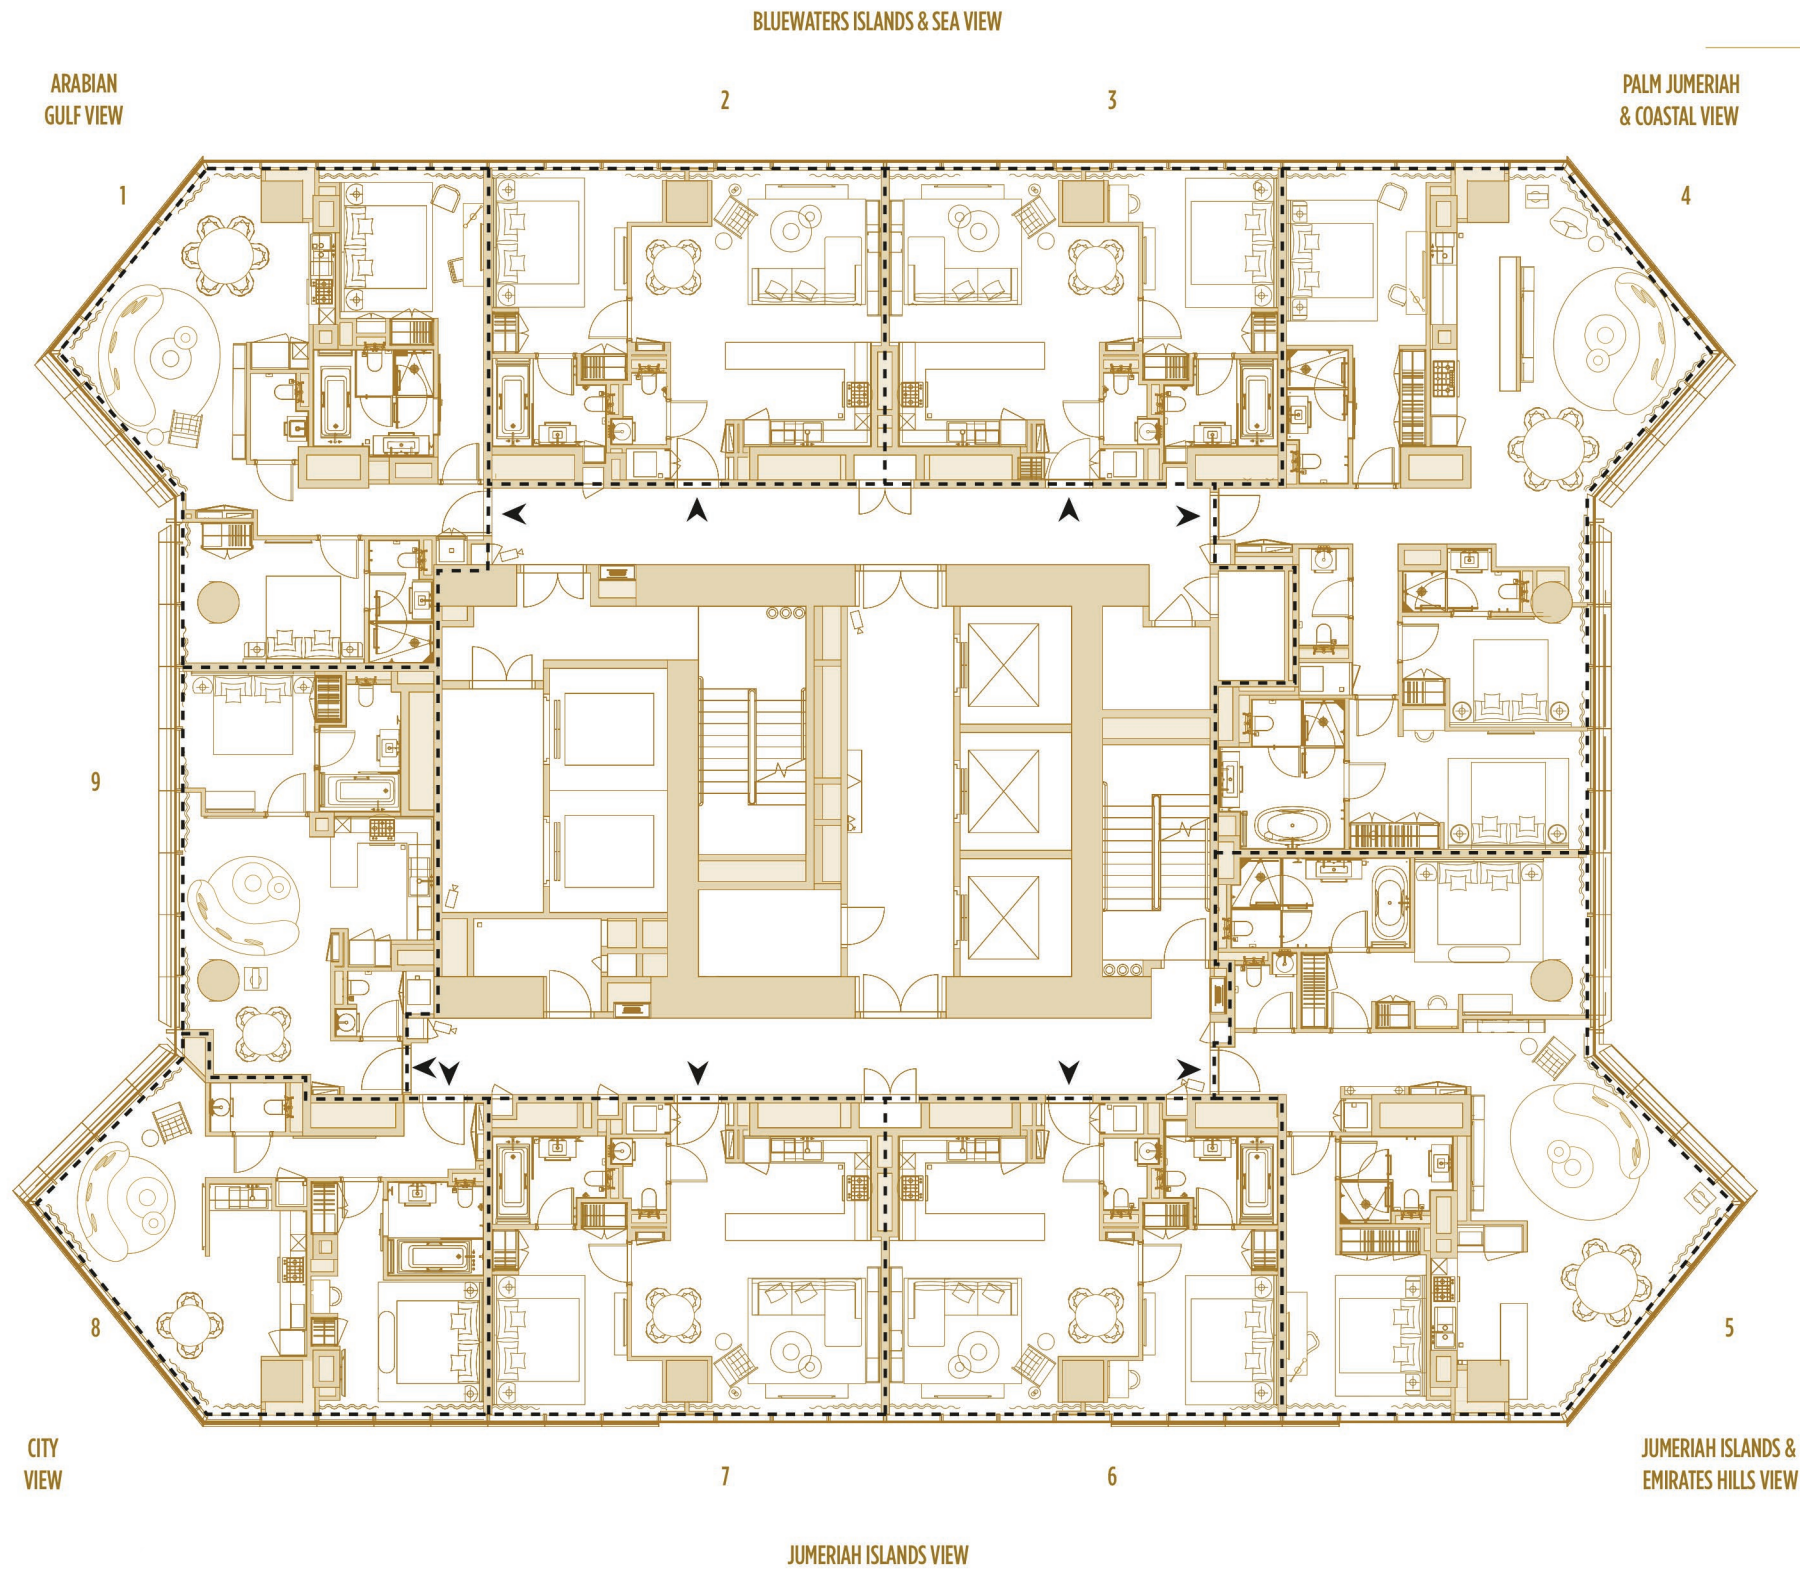 BLUEWATERS ISLANDS & SEA VIEW
ARABIAN
GULF VIEW
2
3
PALM JUMERIAH
& COASTAL VIEW
1
4
9
8
5
CITY
VIEW
7
6
JUMERIAH ISLANDS &
EMIRATES HILLS VIEW
JUMERIAH ISLANDS VIEW